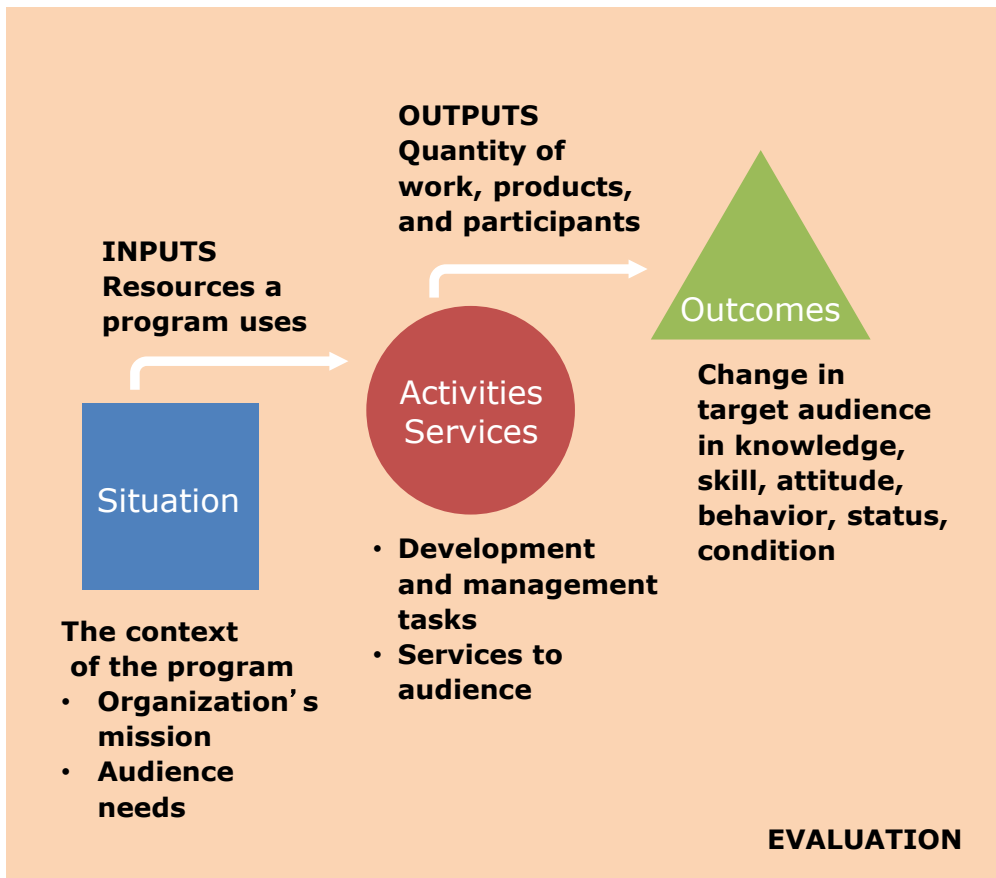 OUTPUTS
Quantity of
work, products,
and participants
INPUTS
Resources a
program uses
Outcomes
Activities
Services
Situation
Change in
target audience
in knowledge,
skill, attitude,
behavior, status,
condition
• Development
and management
tasks
• Services to
audience
The context
of the program
• Organization’s
mission
• Audience
needs
EVALUATION